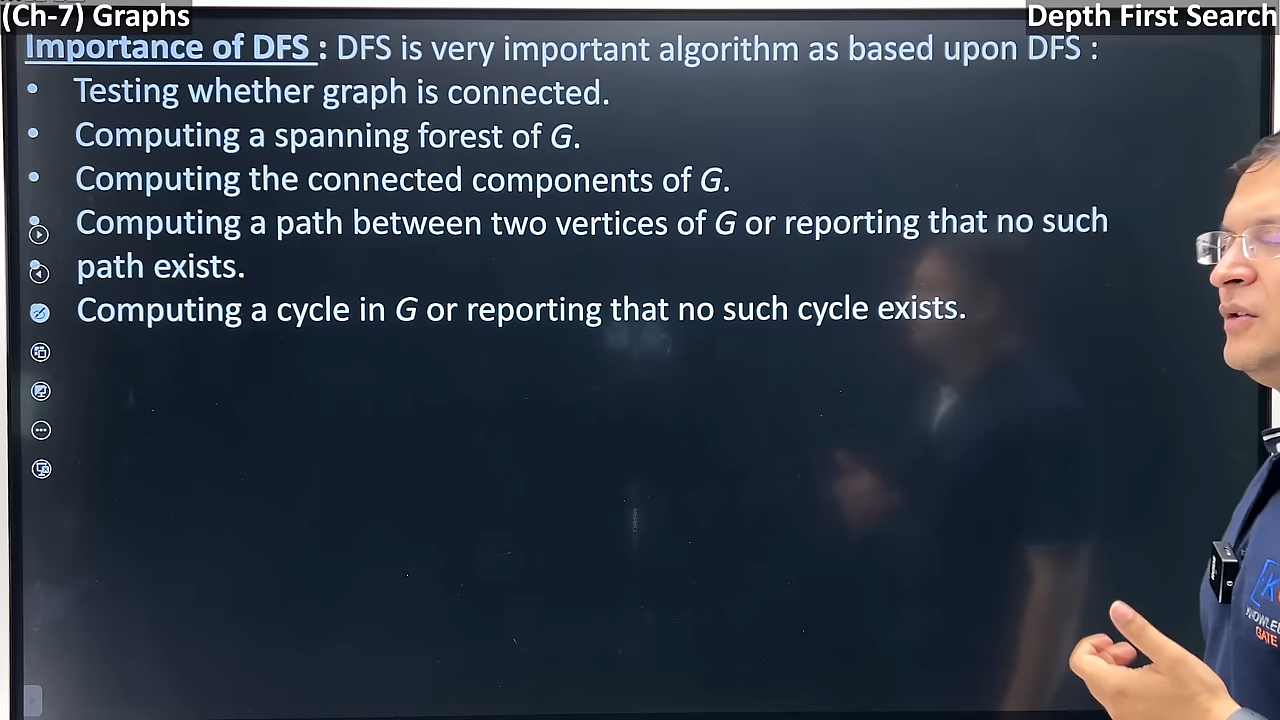 (Ch-7) Graphs
Depth First Search
Importance of DFS : DFS is very important algorithm as based upon DFS :
• Testing whether graph is connected.
• Computing a spanning forest of G.
• Computing the connected components of G.
• Computing a path between two vertices of G or reporting that no such
• path exists.
Computing a cycle in G or reporting that no such cycle exists.
GATE